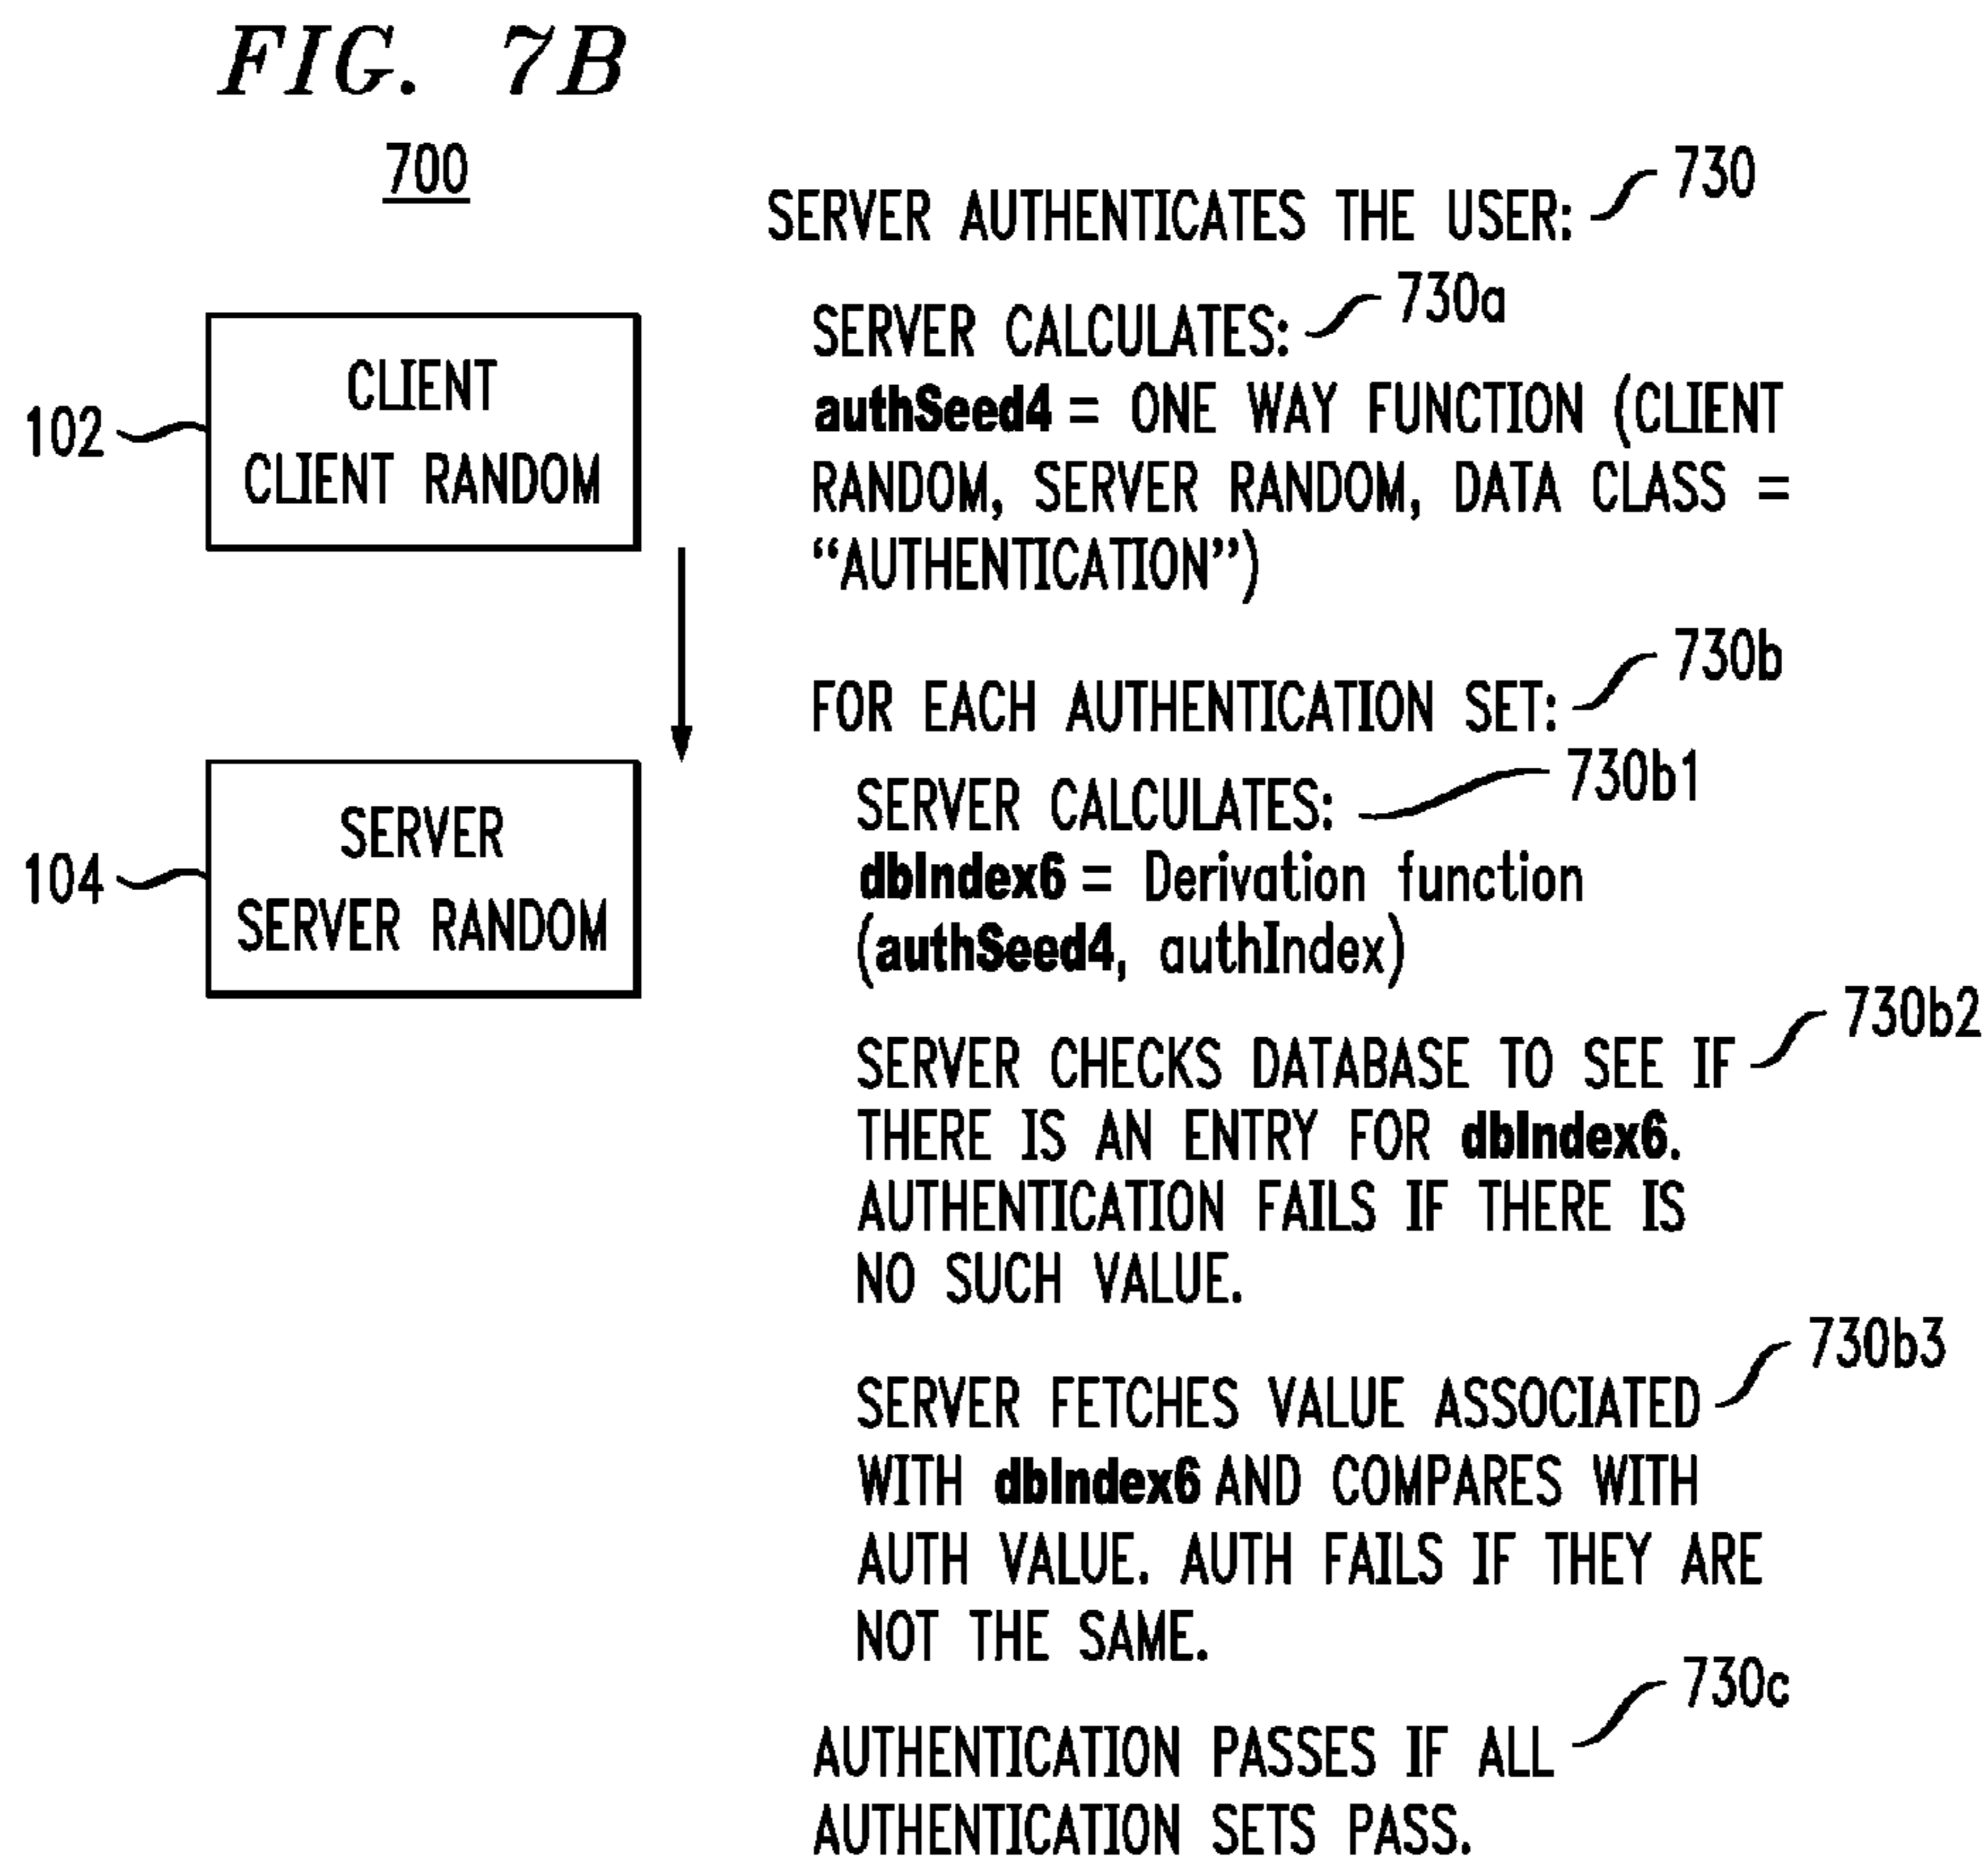 FIG. 7B
700
CLIENT
CLIENT RANDOM
102
SERVER
SERVER RANDOM
104
SERVER AUTHENTICATES THE USER:
730
SERVER CALCULATES:
730a
authSeed4 = ONE WAY FUNCTION (CLIENT
RANDOM, SERVER RANDOM, DATA CLASS =
“AUTHENTICATION”)
FOR EACH AUTHENTICATION SET:
730b
SERVER CALCULATES:
730b1
dbIndex6 = Derivation function
(authSeed4, authIndex)
SERVER CHECKS DATABASE TO SEE IF
730b2
THERE IS AN ENTRY FOR dbIndex6.
AUTHENTICATION FAILS IF THERE IS
NO SUCH VALUE.
SERVER FETCHES VALUE ASSOCIATED
730b3
WITH dbIndex6 AND COMPARES WITH
AUTH VALUE. AUTH FAILS IF THEY ARE
NOT THE SAME.
AUTHENTICATION PASSES IF ALL
730c
AUTHENTICATION SETS PASS.